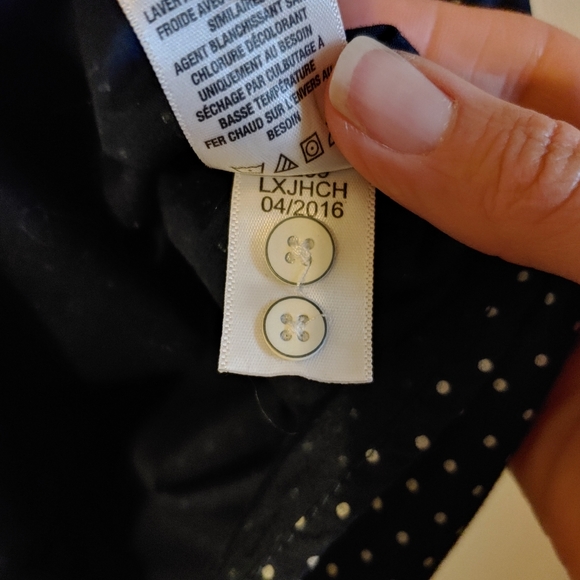 LAVER
FROIDE AVEC
SIMILAIRES
AGENT BLANCHISSANT SANS
CHLORURE DÉCOLORANT
UNIQUEMENT AU BESOIN
SÉCHAGE PAR CULBUTAGE À
BASSE TEMPÉRATURE
FER CHAUD SUR L'ENVERS AU
BESOIN
LXJHCH
04/2016